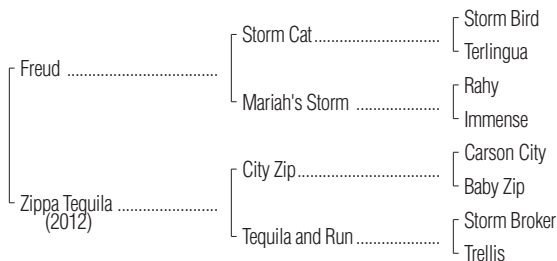 Storm Bird
Storm Cat
Terlingua
Freud
Rahy
Mariah's Storm
Immense
Carson City
City Zip
Baby Zip
Zippa Tequila
(2012)
Storm Broker
Tequila and Run
Trellis